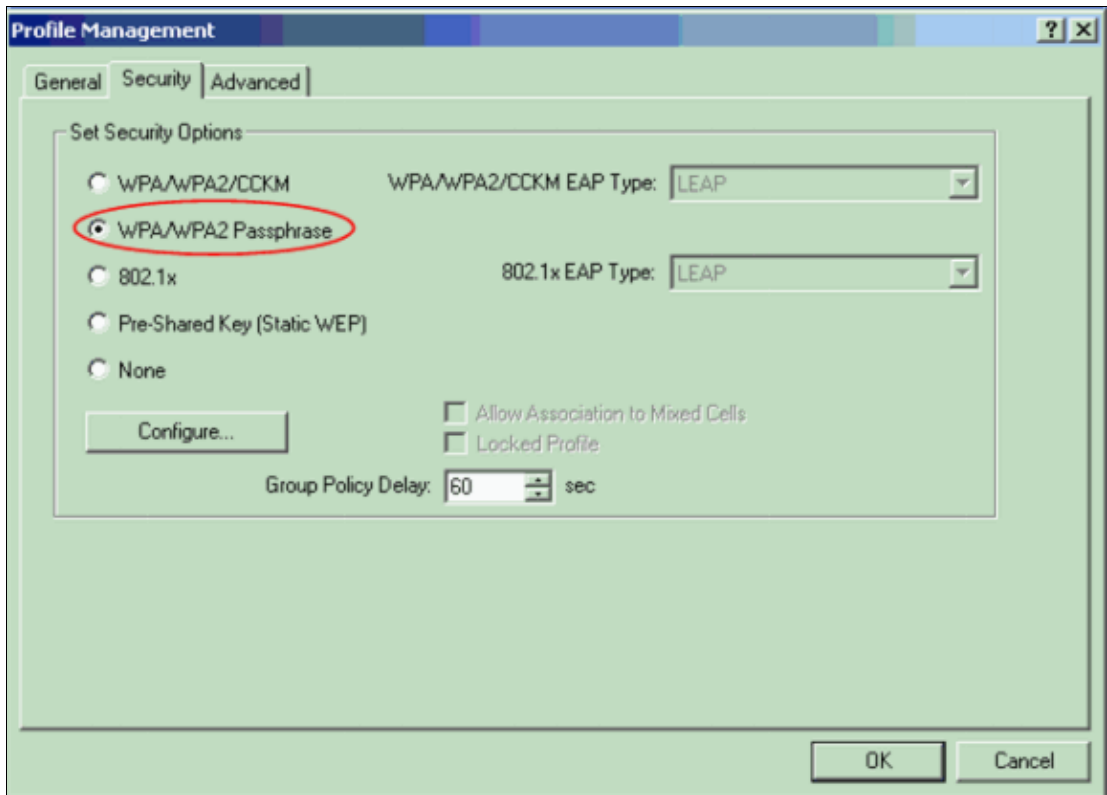 Profile Management
General Security Advanced
Set Security Options
WPA/WPA2/CCKM WPA/WPA2/CCKM EAP Type: LEAP
WPA/WPA2 Passphrase
802.1x 802.1x EAP Type: LEAP
Pre-Shared Key (Static WEP)
None
Allow Association to Mixed Cells
Configure...
Locked Profile
Group Policy Delay: 60 sec
OK Cancel